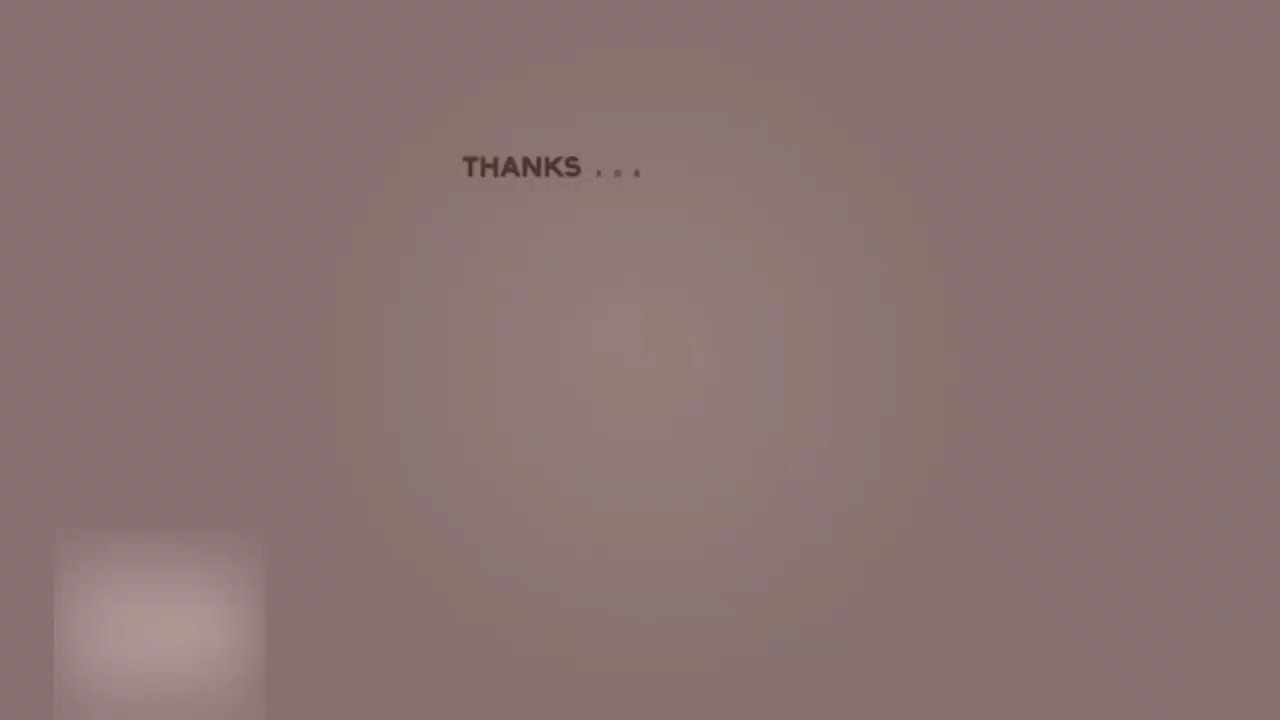 THANKS . . .